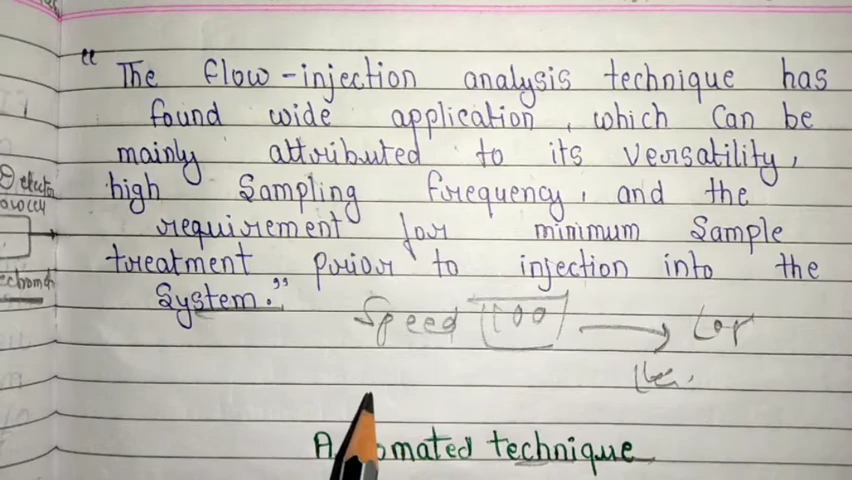 " The flow-injection analysis technique has
found wide application, which can be
mainly attributed to its versatility,
high Sampling frequency, and the
requirement for minimum Sample
treatment prior to injection into the
System."
Speed 100 → Lor
technique